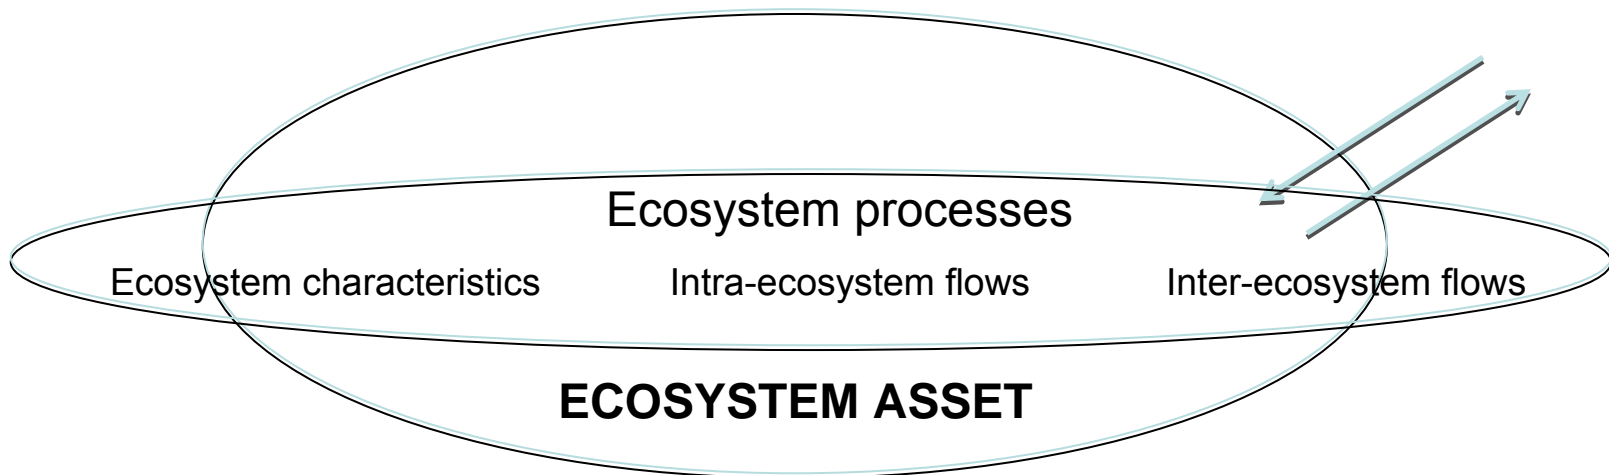 Ecosystem processes
Ecosystem characteristics Intra-ecosystem flows Inter-ecosystem flows
ECOSYSTEM ASSET